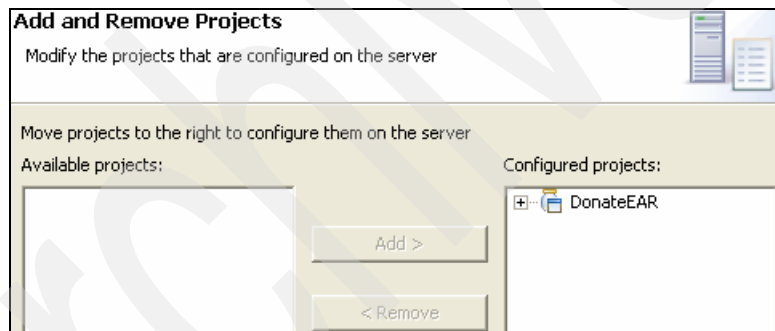 Add and Remove Projects
Modify the projects that are configured on the server
Move projects to the right to configure them on the server
Available projects:
Configured projects:
DonateEAR
Add >
< Remove